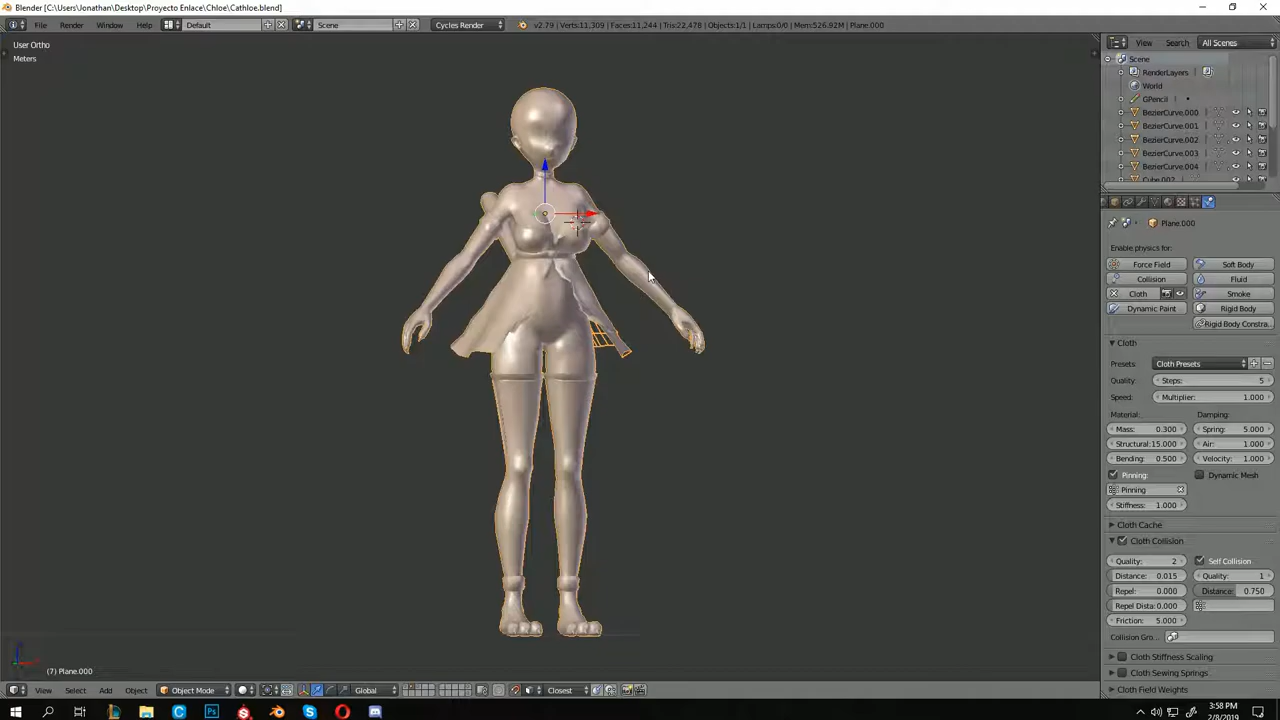 Blender [C:\Users\Jonathan\Desktop\Proyecto Enlace\Chloe\Cathloe.blend]
File Render Window Help Default Scene Cycles Render v2.79 | Verts:11,309 | Faces:11,244 | Tris:22,478 | Objects:1/1 | Lamps:0/0 | Mem:526.92M | Plane.000
View Search All Scenes
User Ortho
Meters
Scene
RenderLayers
World
GPencil
BezierCurve.000
BezierCurve.001
BezierCurve.002
BezierCurve.003
BezierCurve.004
Cube.002
Plane.000
Enable physics for:
Force Field Soft Body
Collision Fluid
Cloth Smoke
Dynamic Paint Rigid Body
Rigid Body Constra..
Cloth
Presets: Cloth Presets
Quality: Steps: 5
Speed: Multiplier: 1.000
Material: Damping:
Mass: 0.300 Spring: 5.000
Structural:15.000 Air: 1.000
Bending: 0.500 Velocity: 1.000
Pinning: Dynamic Mesh
Pinning
Stiffness: 1.000
Cloth Cache
Cloth Collision
Quality: 2 Self Collision
Distance: 0.015 Quality: 1
Repel: 0.000 Distance: 0.750
Repel Dista: 0.000
Friction: 5.000
Collision Gro...
Cloth Stiffness Scaling
Cloth Sewing Springs
Cloth Field Weights
(7) Plane.000
View Select Add Object Object Mode Global Closest
3:58 PM
2/8/2019